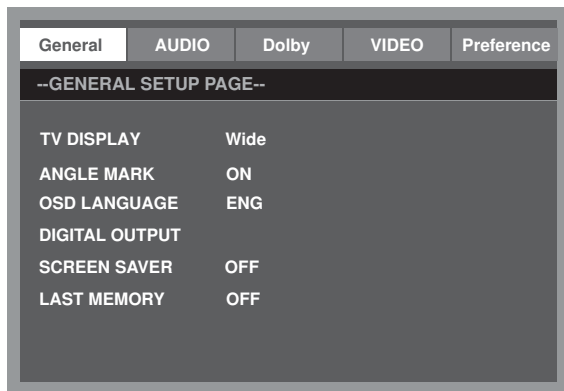 General AUDIO Dolby VIDEO Preference
--GENERAL SETUP PAGE--
TV DISPLAY Wide
ANGLE MARK ON
OSD LANGUAGE ENG
DIGITAL OUTPUT
SCREEN SAVER OFF
LAST MEMORY OFF